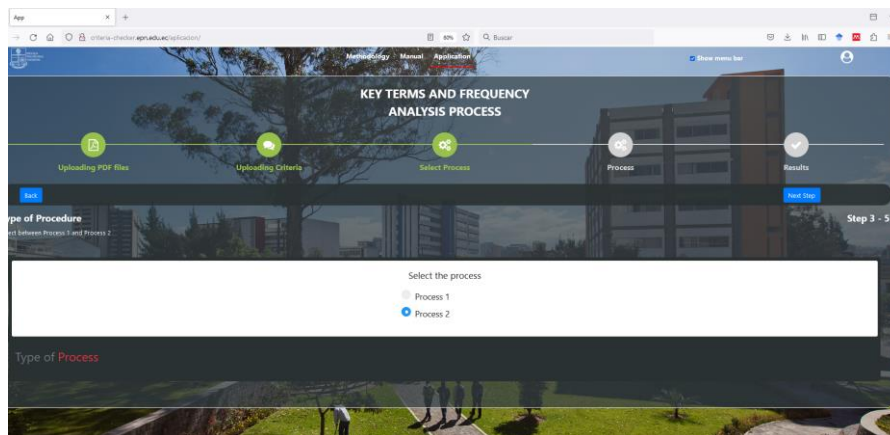 App
criteria-checker.epn.edu.ec/aplicacion/
80%
Buscar
Methodology Manual Application
Show menu bar
KEY TERMS AND FREQUENCY
ANALYSIS PROCESS
Uploading PDF files
Uploading Criteria
Select Process
Process
Results
Back
Next Step
ype of Procedure
Step 3 - 5
ect between Process 1 and Process 2
Select the process
Process 1
Process 2
Type of Process